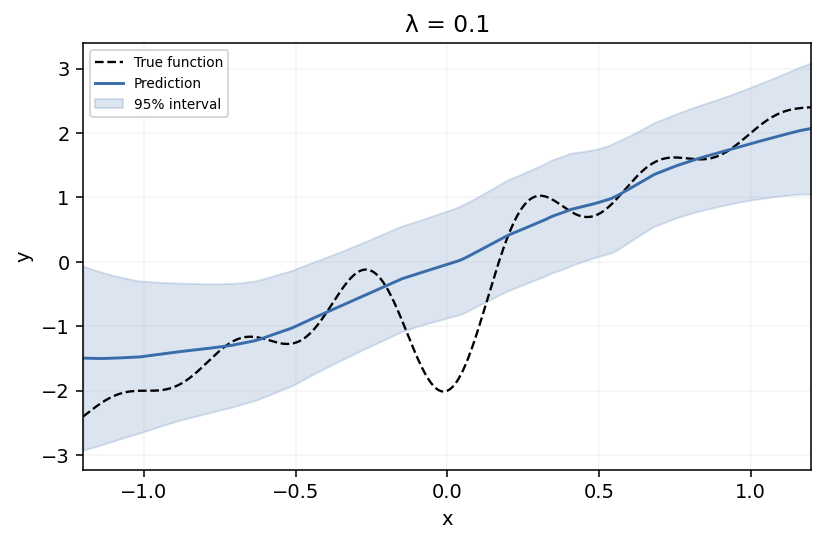 λ = 0.1
True function
Prediction
95% interval
y
3
2
1
0
−1
−2
−3
−1.0 −0.5 0.0 0.5 1.0
x